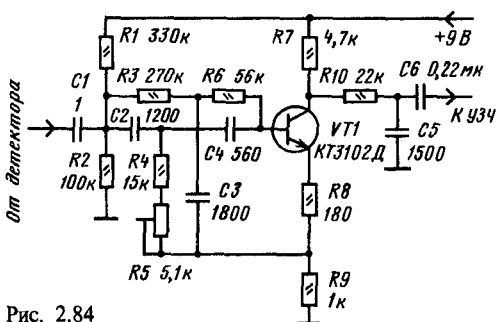 R1 330к
R7
4,7к
+9 В
R3 270к
R6 56к
R10 22к
C6 0,22мк
C1
1
C2
1200
От детектора
К УЗЧ
R2
100к
R4
15к
C4 560
VT1
КТ3102Д
C5
1500
C3
1800
R8
180
R5 5,1к
R9
1к
Рис. 2.84